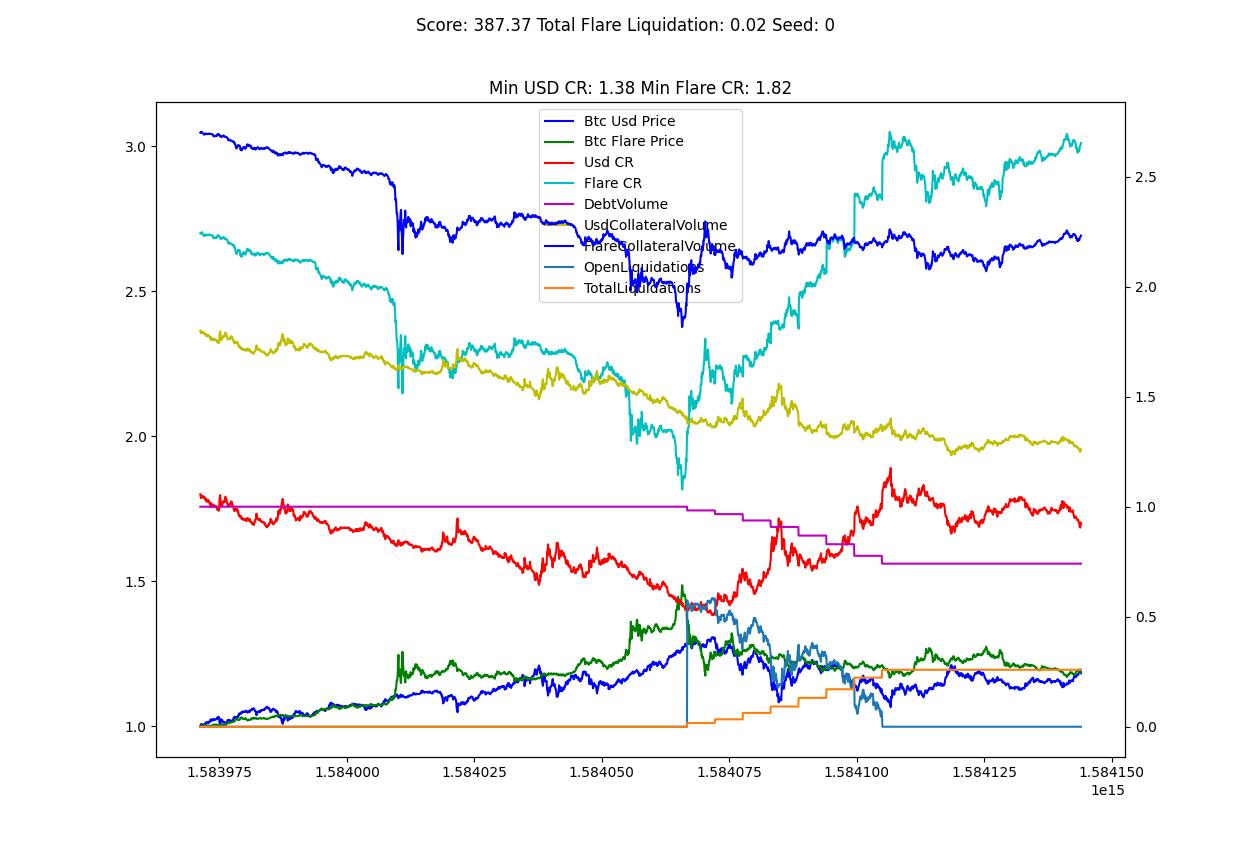 Score: 387.37 Total Flare Liquidation: 0.02 Seed: 0
Min USD CR: 1.38 Min Flare CR: 1.82
Btc Usd Price
Btc Flare Price
Usd CR
Flare CR
DebtVolume
UsdCollateralVolume
FlareCollateralVolume
OpenLiquidations
TotalLiquidations
3.0
2.5
2.0
1.5
1.0
2.5
2.0
1.5
1.0
0.5
0.0
1.583975 1.584000 1.584025 1.584050 1.584075 1.584100 1.584125 1.584150
1e15